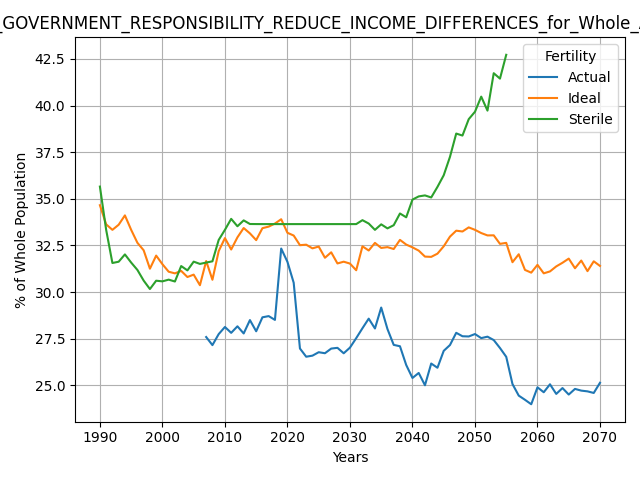 _GOVERNMENT_RESPONSIBILITY_REDUCE_INCOME_DIFFERENCES_for_Whole_
Fertility
Actual
Ideal
Sterile
% of Whole Population
42.5
40.0
37.5
35.0
32.5
30.0
27.5
25.0
1990 2000 2010 2020 2030 2040 2050 2060 2070
Years